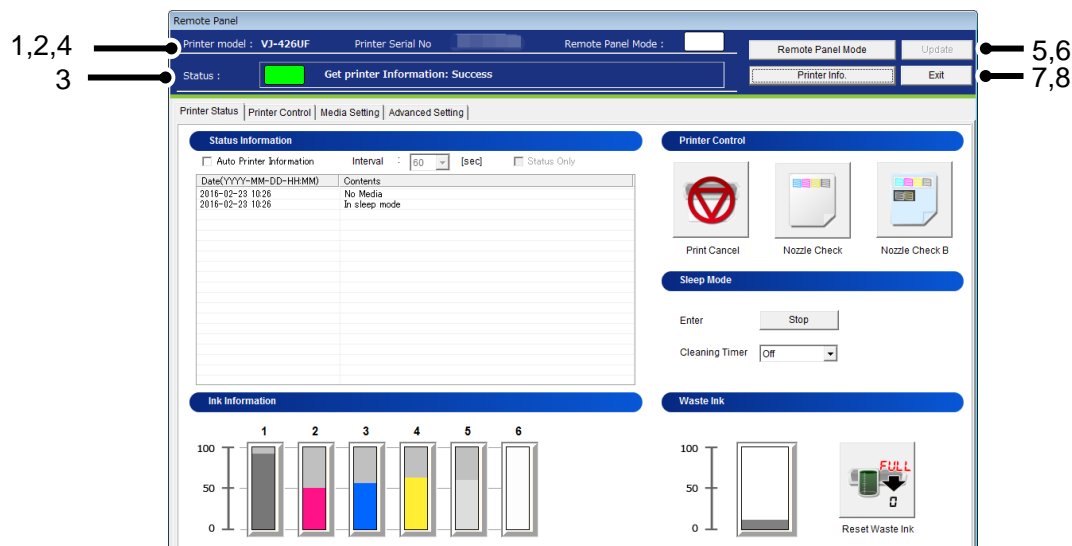 Remote Panel
1,2,4
Printer model : VJ-426UF Printer Serial No Remote Panel Mode :
Remote Panel Mode Update
5,6
3
Status : Get printer Information: Success
Printer Info. Exit
7,8
Printer Status Printer Control Media Setting Advanced Setting
Status Information
Auto Printer Information Interval : 60 [sec] Status Only
Date(YYYY-MM-DD-HH:MM) Contents
2016-02-23 10:26 No Media
2016-02-23 10:26 In sleep mode
Printer Control
Print Cancel Nozzle Check Nozzle Check B
Sleep Mode
Enter Stop
Cleaning Timer Off
Ink Information
1 2 3 4 5 6
100
50
0
Waste Ink
100
50
0
FULL
0
Reset Waste Ink